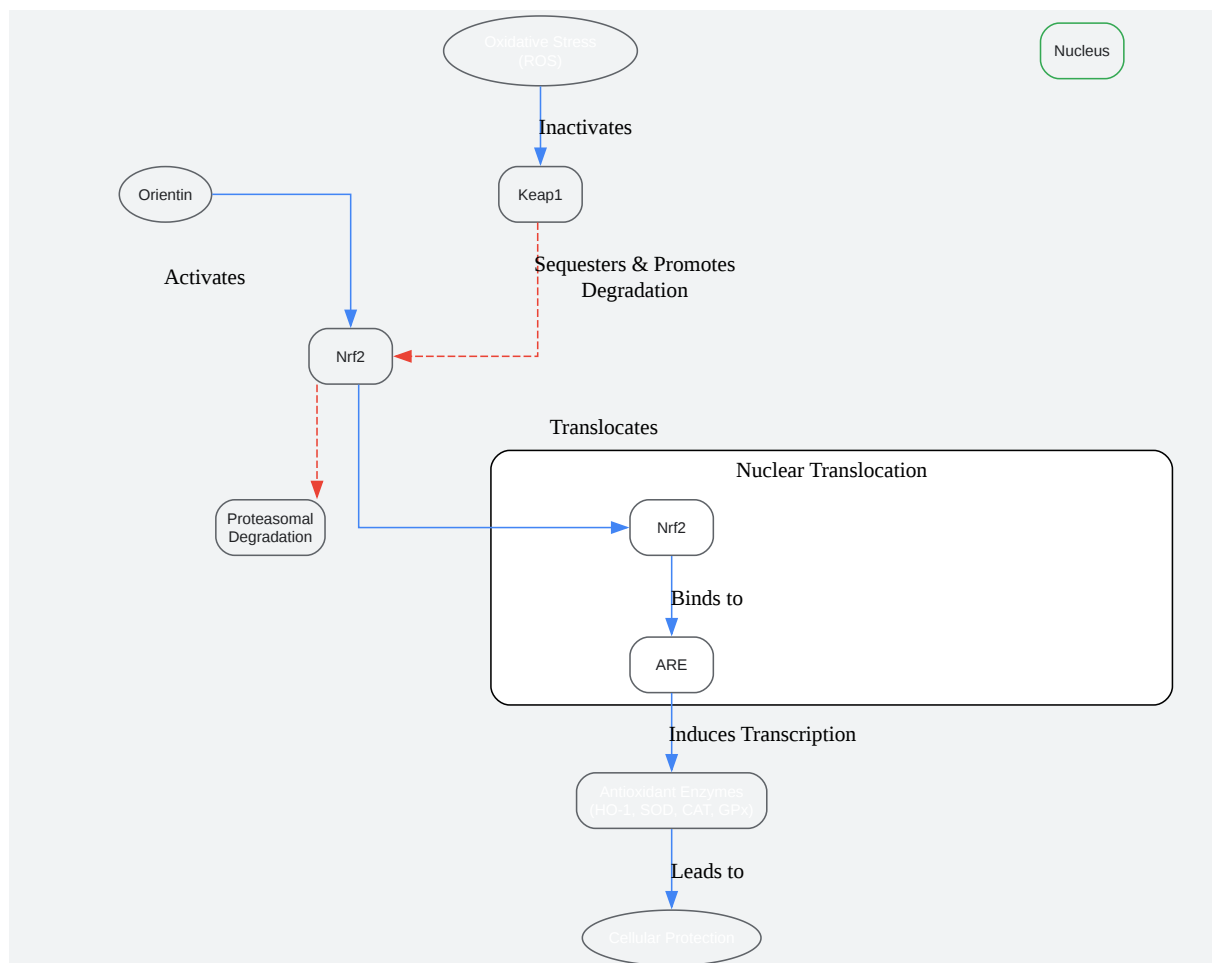 Oxidative Stress
(ROS)
Nucleus
Inactivates
Orientin
Keap1
Activates
Sequesters & Promotes
Degradation
Nrf2
Translocates
Nuclear Translocation
Proteasomal
Degradation
Nrf2
Binds to
ARE
Induces Transcription
Antioxidant Enzymes
(HO-1, SOD, CAT, GPx)
Leads to
Cellular Protection